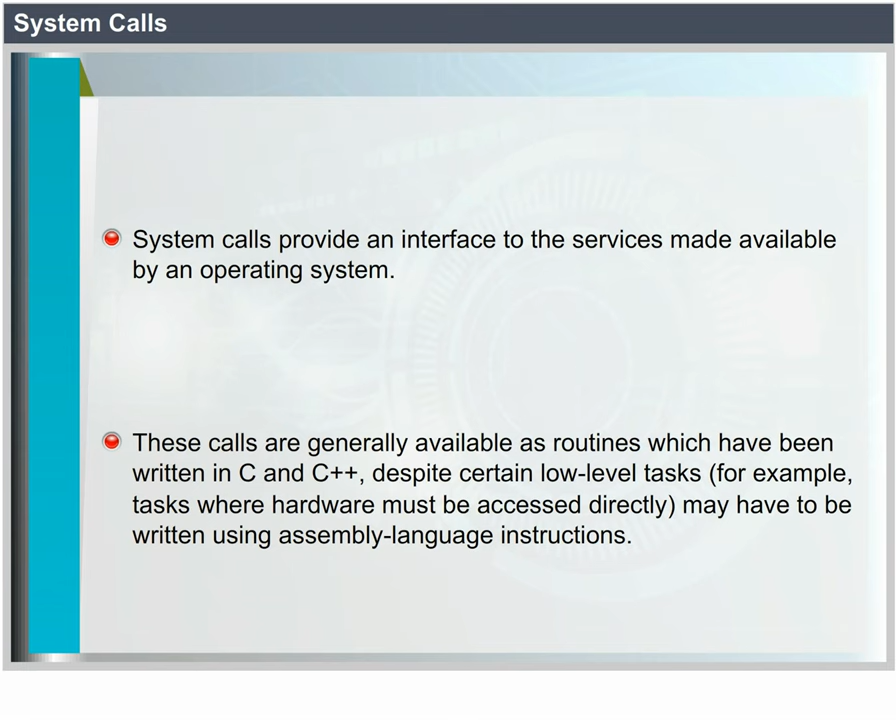 System Calls
System calls provide an interface to the services made available
by an operating system.
These calls are generally available as routines which have been
written in C and C++, despite certain low-level tasks (for example,
tasks where hardware must be accessed directly) may have to be
written using assembly-language instructions.